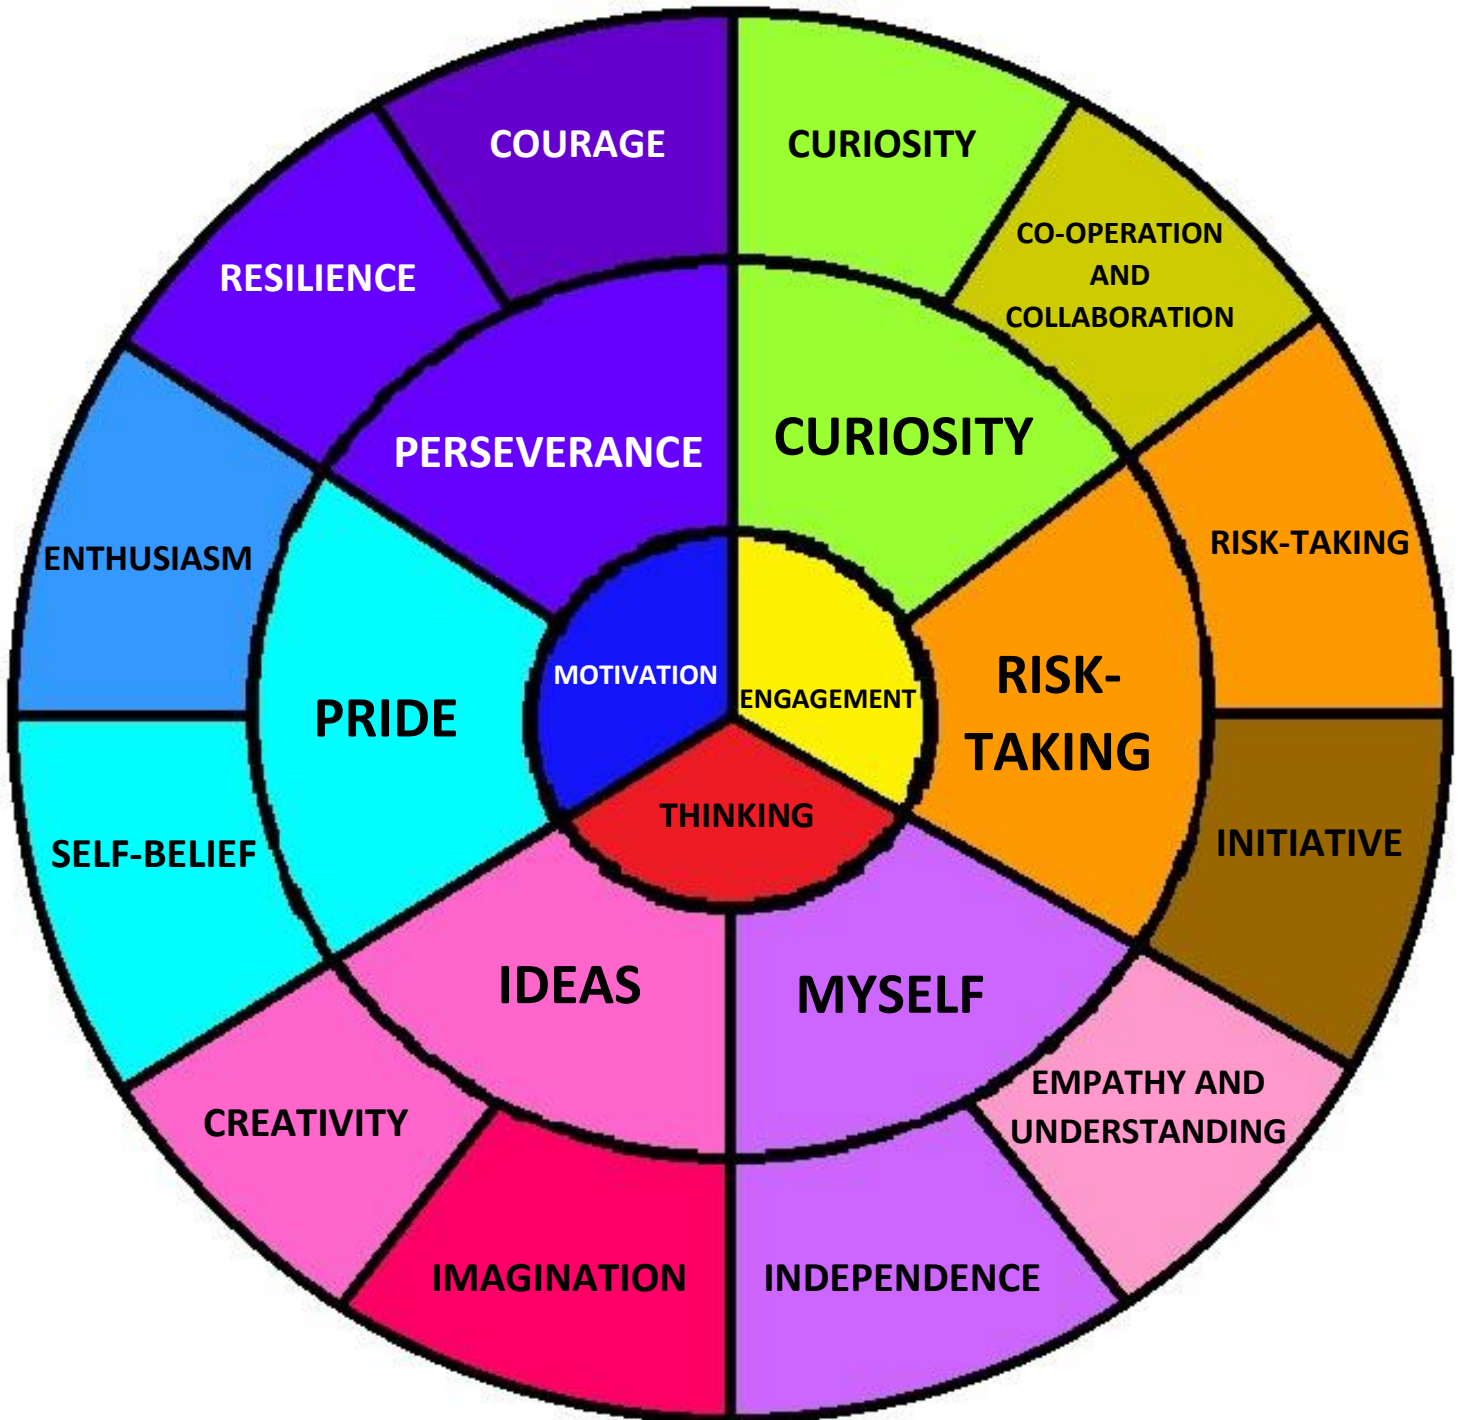 COURAGE
CURIOSITY
CO-OPERATION
AND
COLLABORATION
RESILIENCE
PERSEVERANCE
CURIOSITY
RISK-TAKING
ENTHUSIASM
MOTIVATION
ENGAGEMENT
RISK-
TAKING
PRIDE
THINKING
SELF-BELIEF
INITIATIVE
IDEAS
MYSELF
EMPATHY AND
UNDERSTANDING
CREATIVITY
IMAGINATION
INDEPENDENCE